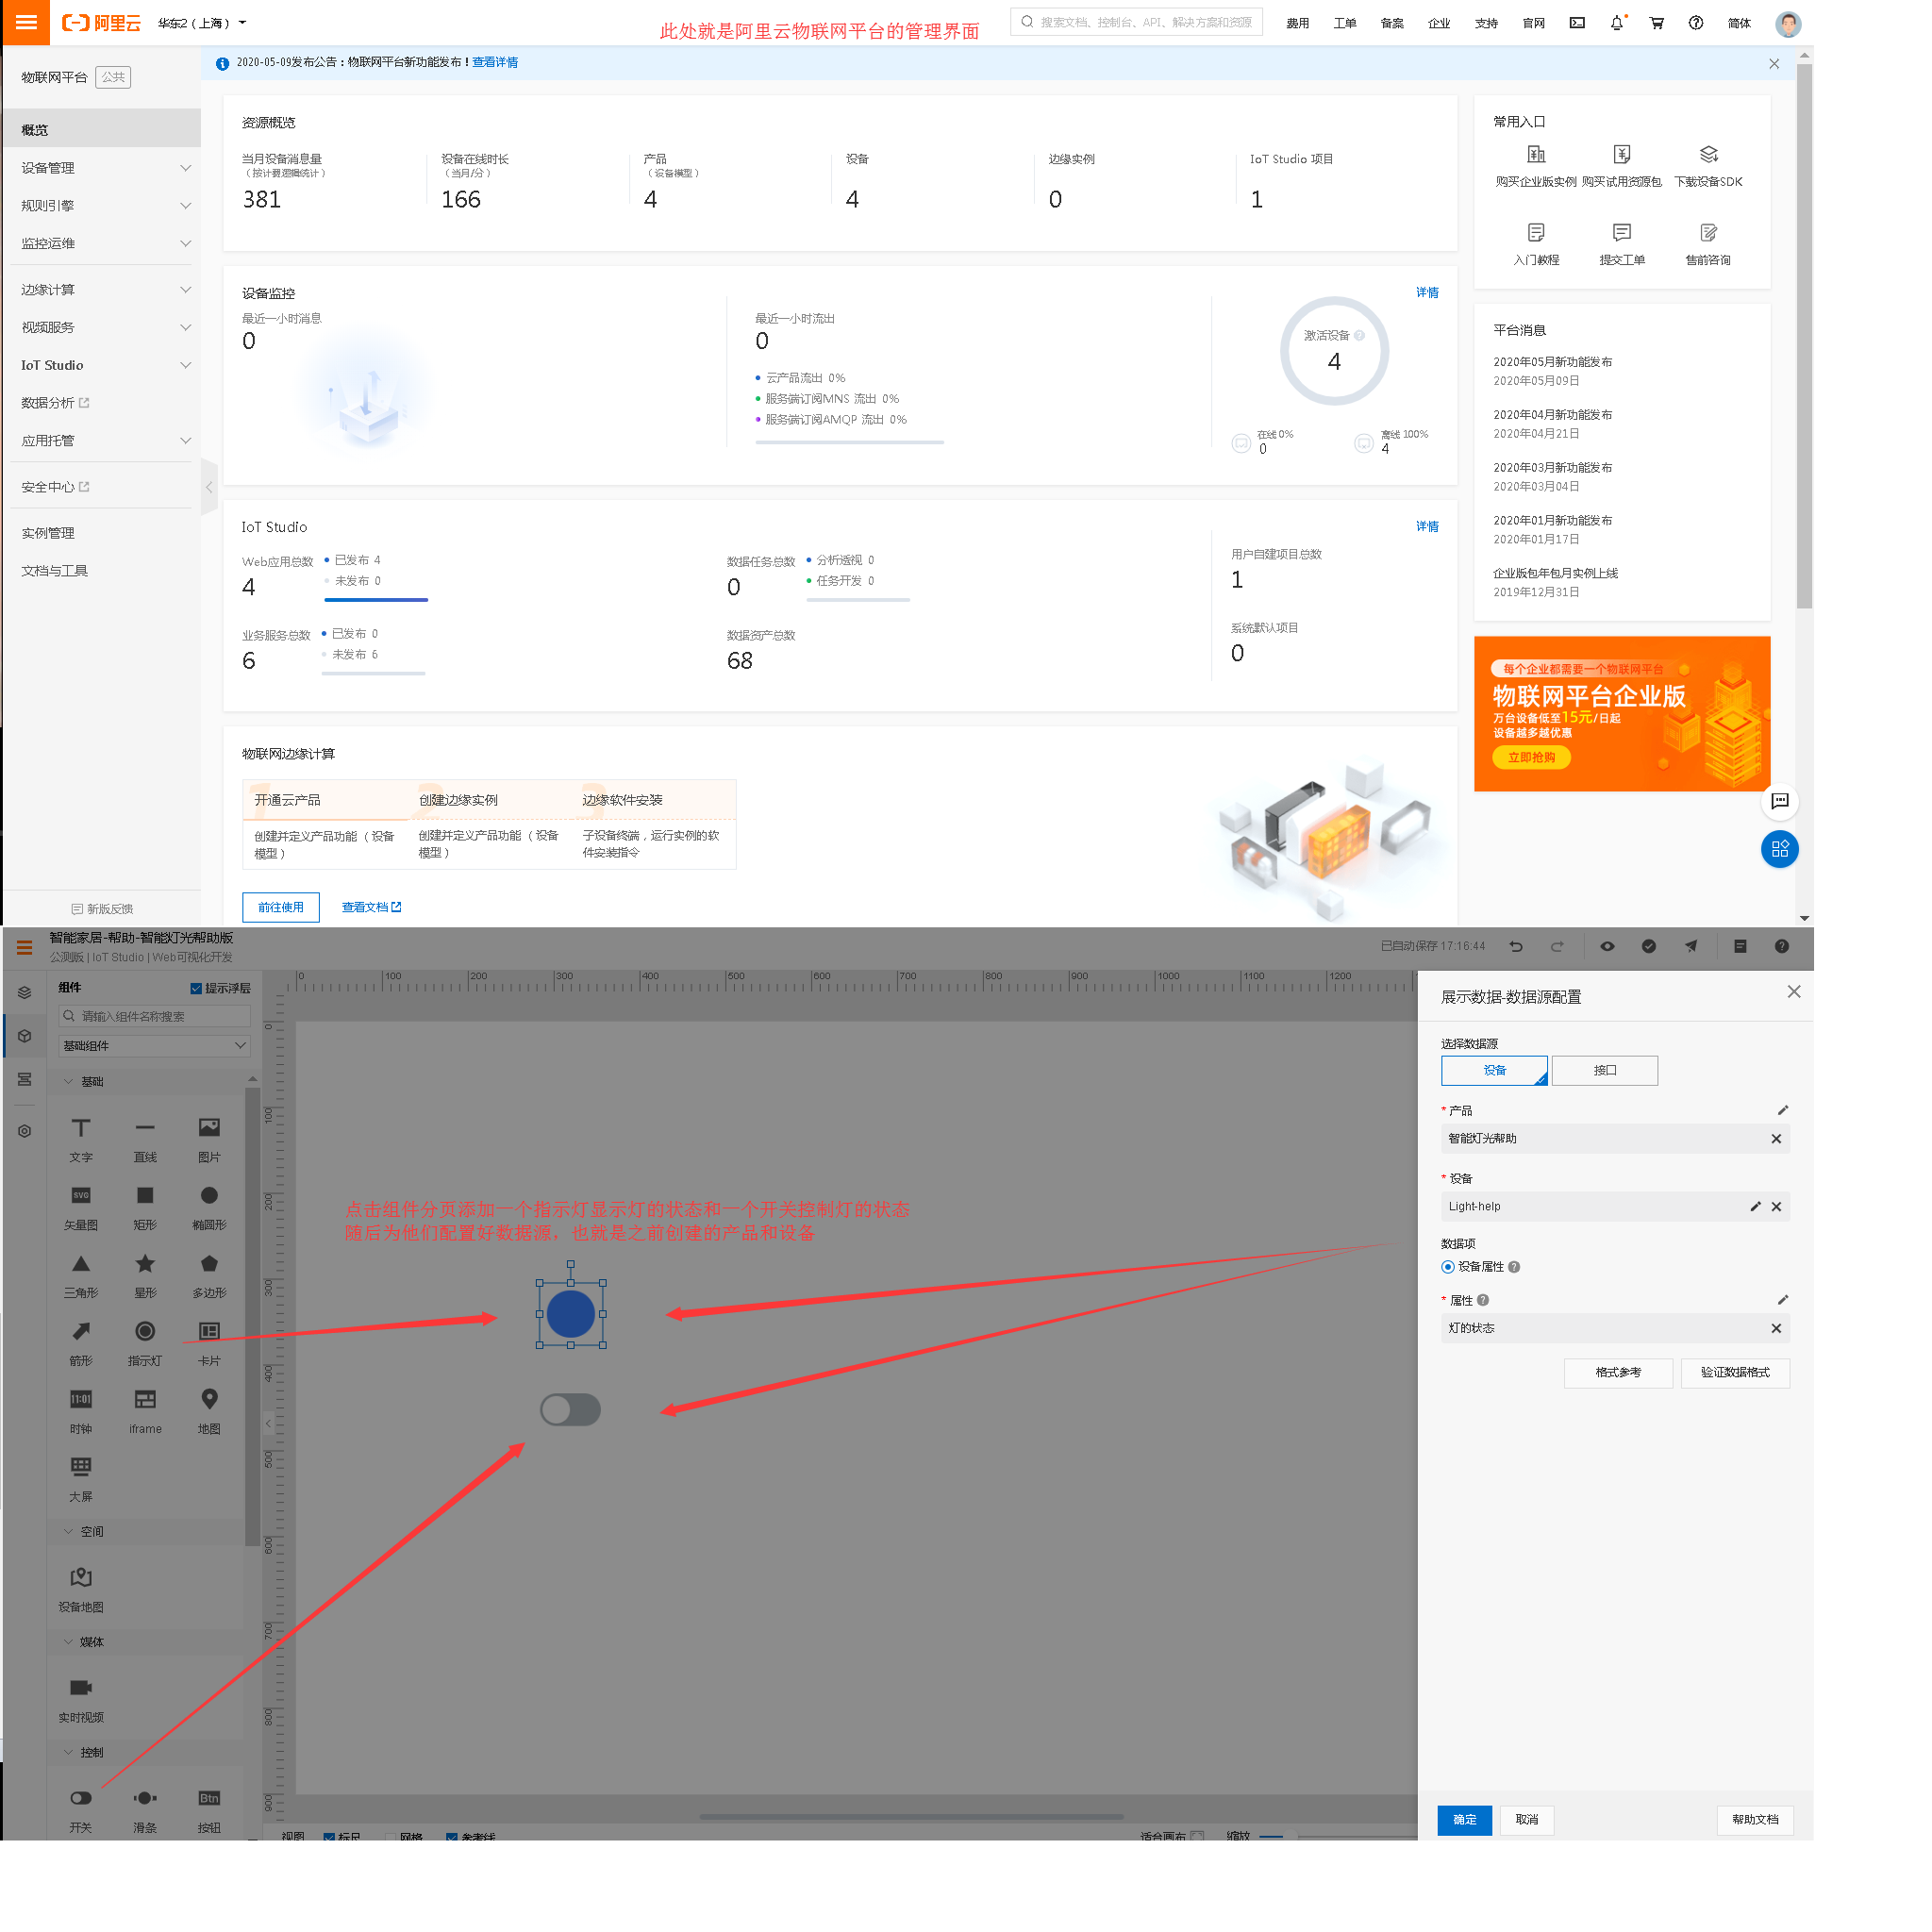 阿里云
华东2（上海）
此处就是阿里云物联网平台的管理界面
搜索文档、控制台、API、解决方案和资源
费用
工单
备案
企业
支持
官网
简体
物联网平台
公共
概览
设备管理
规则引擎
监控运维
边缘计算
视频服务
IoT Studio
数据分析
应用托管
安全中心
实例管理
文档与工具
新版反馈
2020-05-09发布公告：物联网平台新功能发布！查看详情
资源概览
当月设备消息量
（按计费逻辑统计）
381
设备在线时长
（当月/分）
166
产品
（设备模型）
4
设备
4
边缘实例
0
IoT Studio 项目
1
设备监控
详情
最近一小时消息
0
最近一小时流出
0
云产品流出 0%
服务端订阅MNS 流出 0%
服务端订阅AMQP 流出 0%
激活设备
4
在线 0%
0
离线 100%
4
IoT Studio
详情
Web应用总数
4
已发布 4
未发布 0
数据任务总数
0
分析透视 0
任务开发 0
用户自建项目总数
1
业务服务总数
6
已发布 0
未发布 6
数据资产总数
68
系统默认项目
0
物联网边缘计算
1
开通云产品
创建并定义产品功能（设备
模型）
2
创建边缘实例
创建并定义产品功能（设备
模型）
3
边缘软件安装
子设备终端，运行实例的软
件安装指令
前往使用
查看文档
常用入口
购买企业版实例
购买试用资源包
下载设备SDK
入门教程
提交工单
售前咨询
平台消息
2020年05月新功能发布
2020年05月09日
2020年04月新功能发布
2020年04月21日
2020年03月新功能发布
2020年03月04日
2020年01月新功能发布
2020年01月17日
企业版包年包月实例上线
2019年12月31日
每个企业都需要一个物联网平台
物联网平台企业版
万台设备低至15元/日起
设备越多越优惠
立即抢购
智能家居-帮助-智能灯光帮助版
公测版 | IoT Studio | Web可视化开发
已自动保存 17:16:44
组件
提示浮层
请输入组件名称搜索
基础组件
基础
文字
直线
图片
SVG
矢量图
矩形
椭圆形
三角形
星形
多边形
箭形
指示灯
卡片
11:01
时钟
iframe
地图
大屏
空间
设备地图
媒体
实时视频
控制
开关
滑条
Btn
按钮
0
100
200
300
400
500
600
700
800
900
1000
1100
1200
0
100
200
300
400
500
600
700
800
900
点击组件分页添加一个指示灯显示灯的状态和一个开关控制灯的状态
随后为他们配置好数据源，也就是之前创建的产品和设备
视图
标尺
网格
参考线
适合画布
缩放
展示数据-数据源配置
选择数据源
设备
接口
* 产品
智能灯光帮助
* 设备
Light-help
数据项
设备属性
* 属性
灯的状态
格式参考
验证数据格式
确定
取消
帮助文档